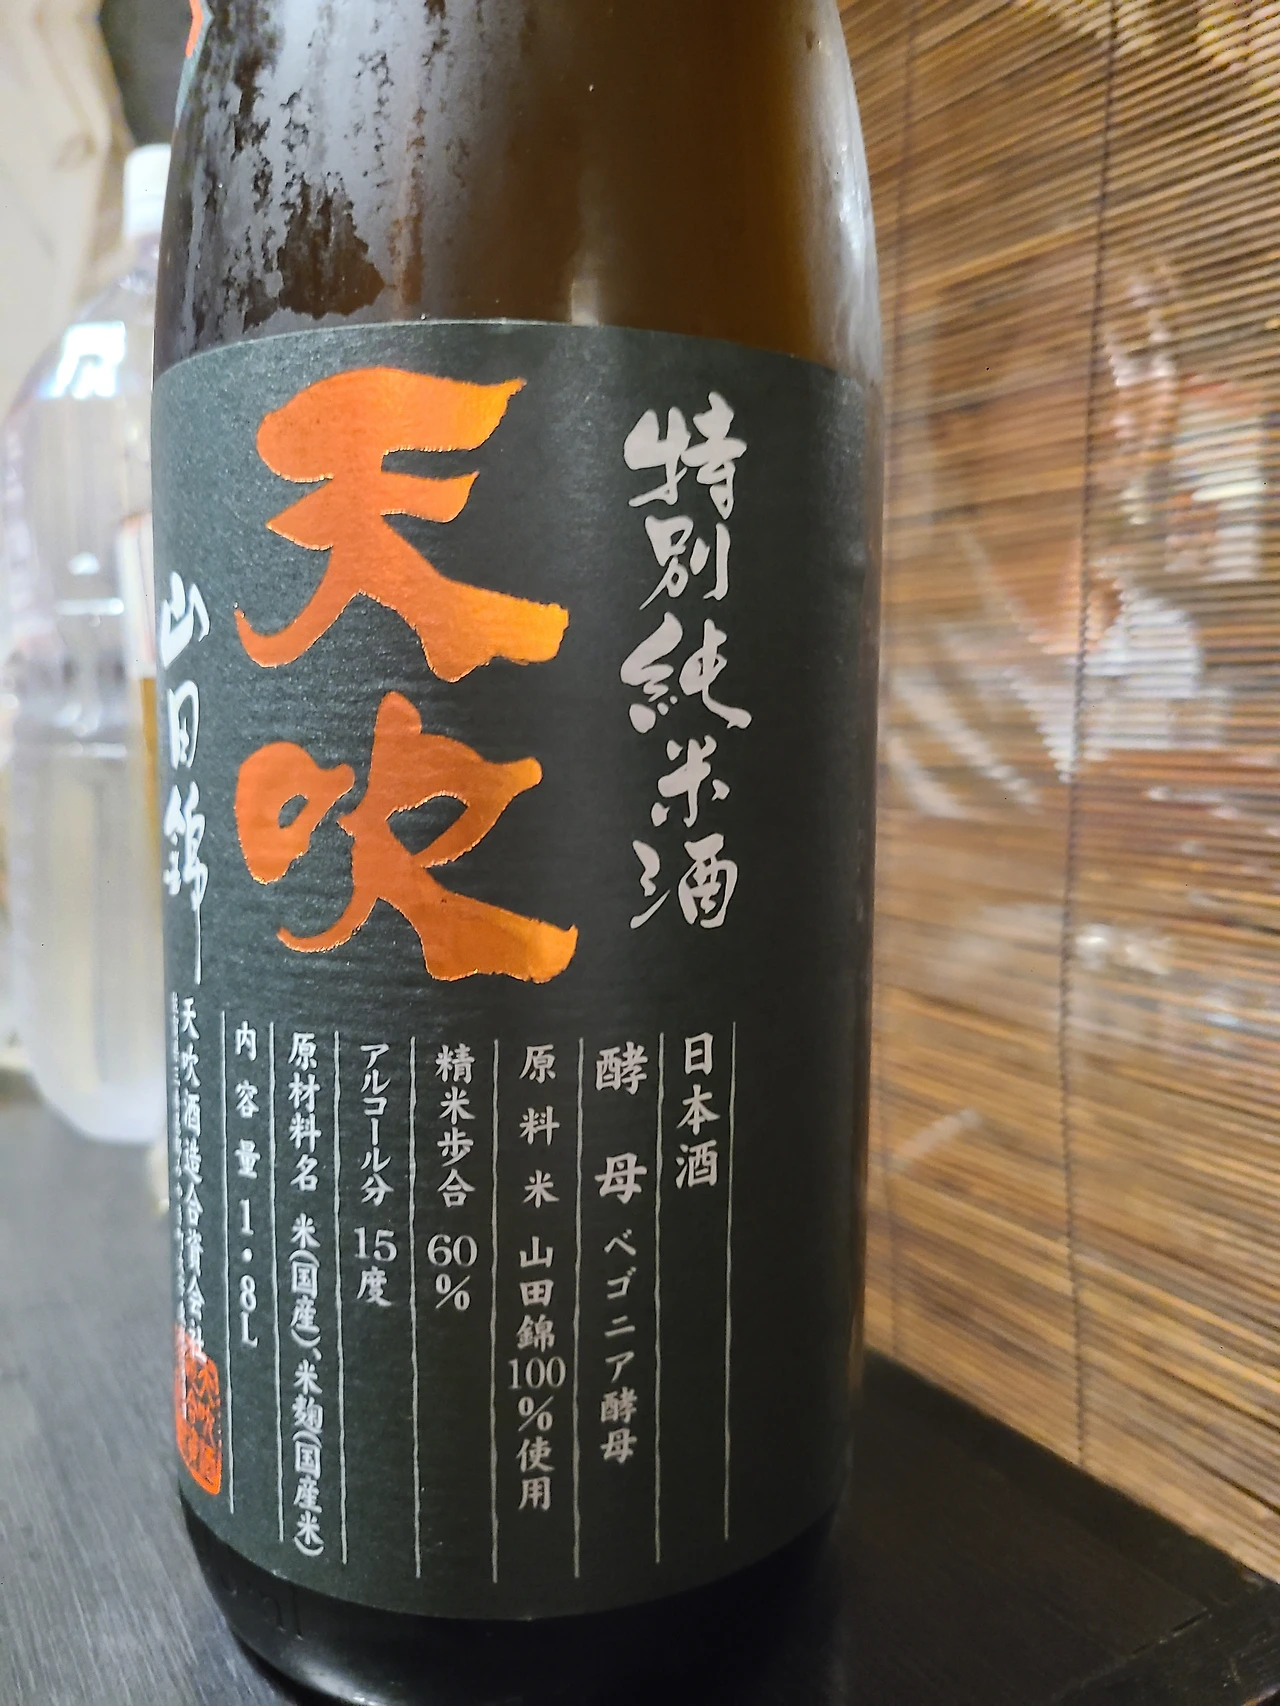 特別純米酒
天吹
山田錦
日本酒
酵母 ベゴニア酵母
原料米 山田錦100%使用
精米歩合 60%
アルコール分 15度
原材料名 米(国産)、米麹(国産米)
内容量 1.8L
天吹酒造合資会社